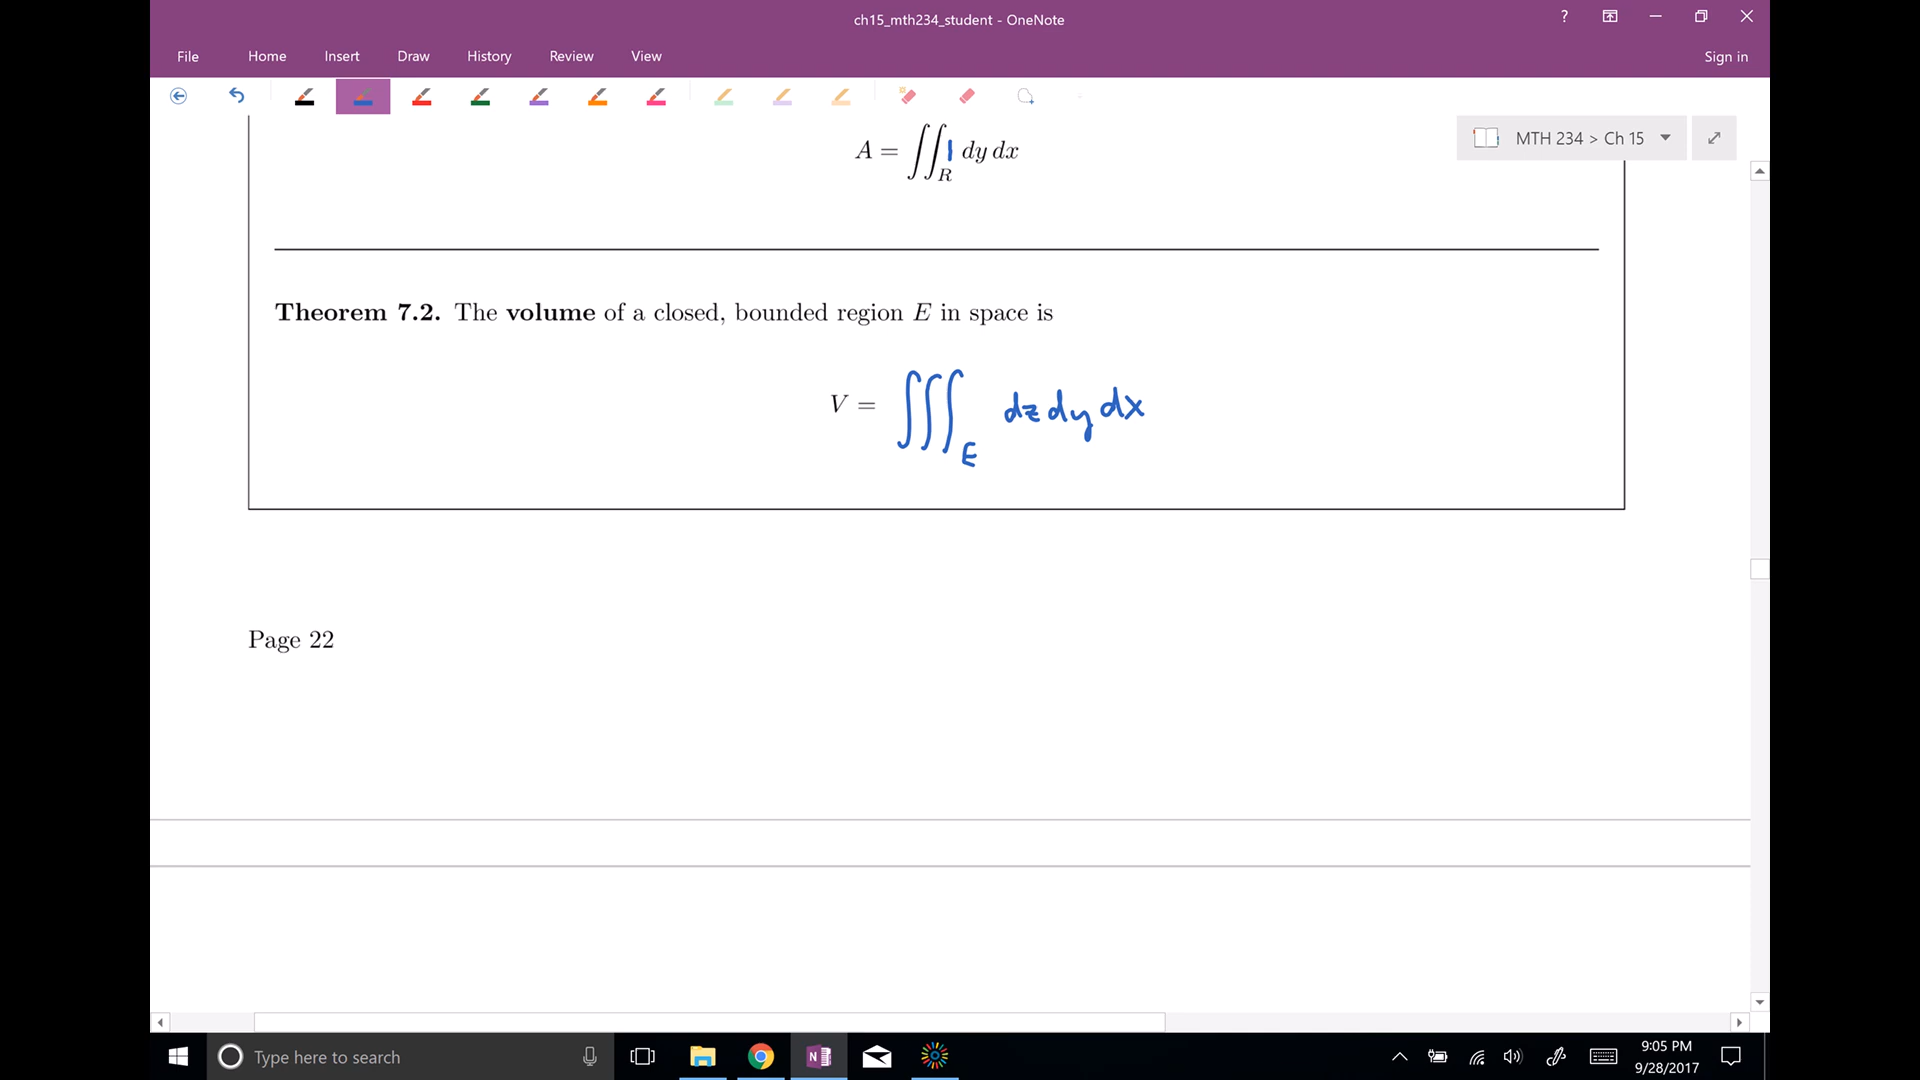 ch15_mth234_student - OneNote
?
File Home Insert Draw History Review View Sign in
MTH 234 > Ch 15
A = ∬_R 1 dy dx
Theorem 7.2. The volume of a closed, bounded region E in space is
V = ∭_E dz dy dx
Page 22
Type here to search
N
9:05 PM
9/28/2017